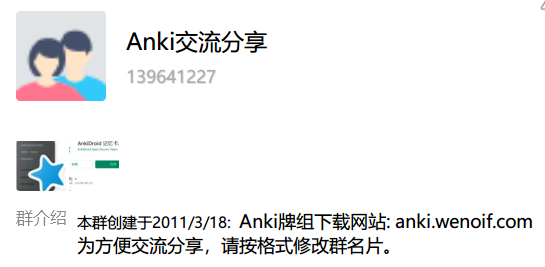 Anki交流分享
139641227
AnkiDroid 记忆卡
群介绍
本群创建于2011/3/18: Anki牌组下载网站: anki.wenoif.com
为方便交流分享，请按格式修改群名片。